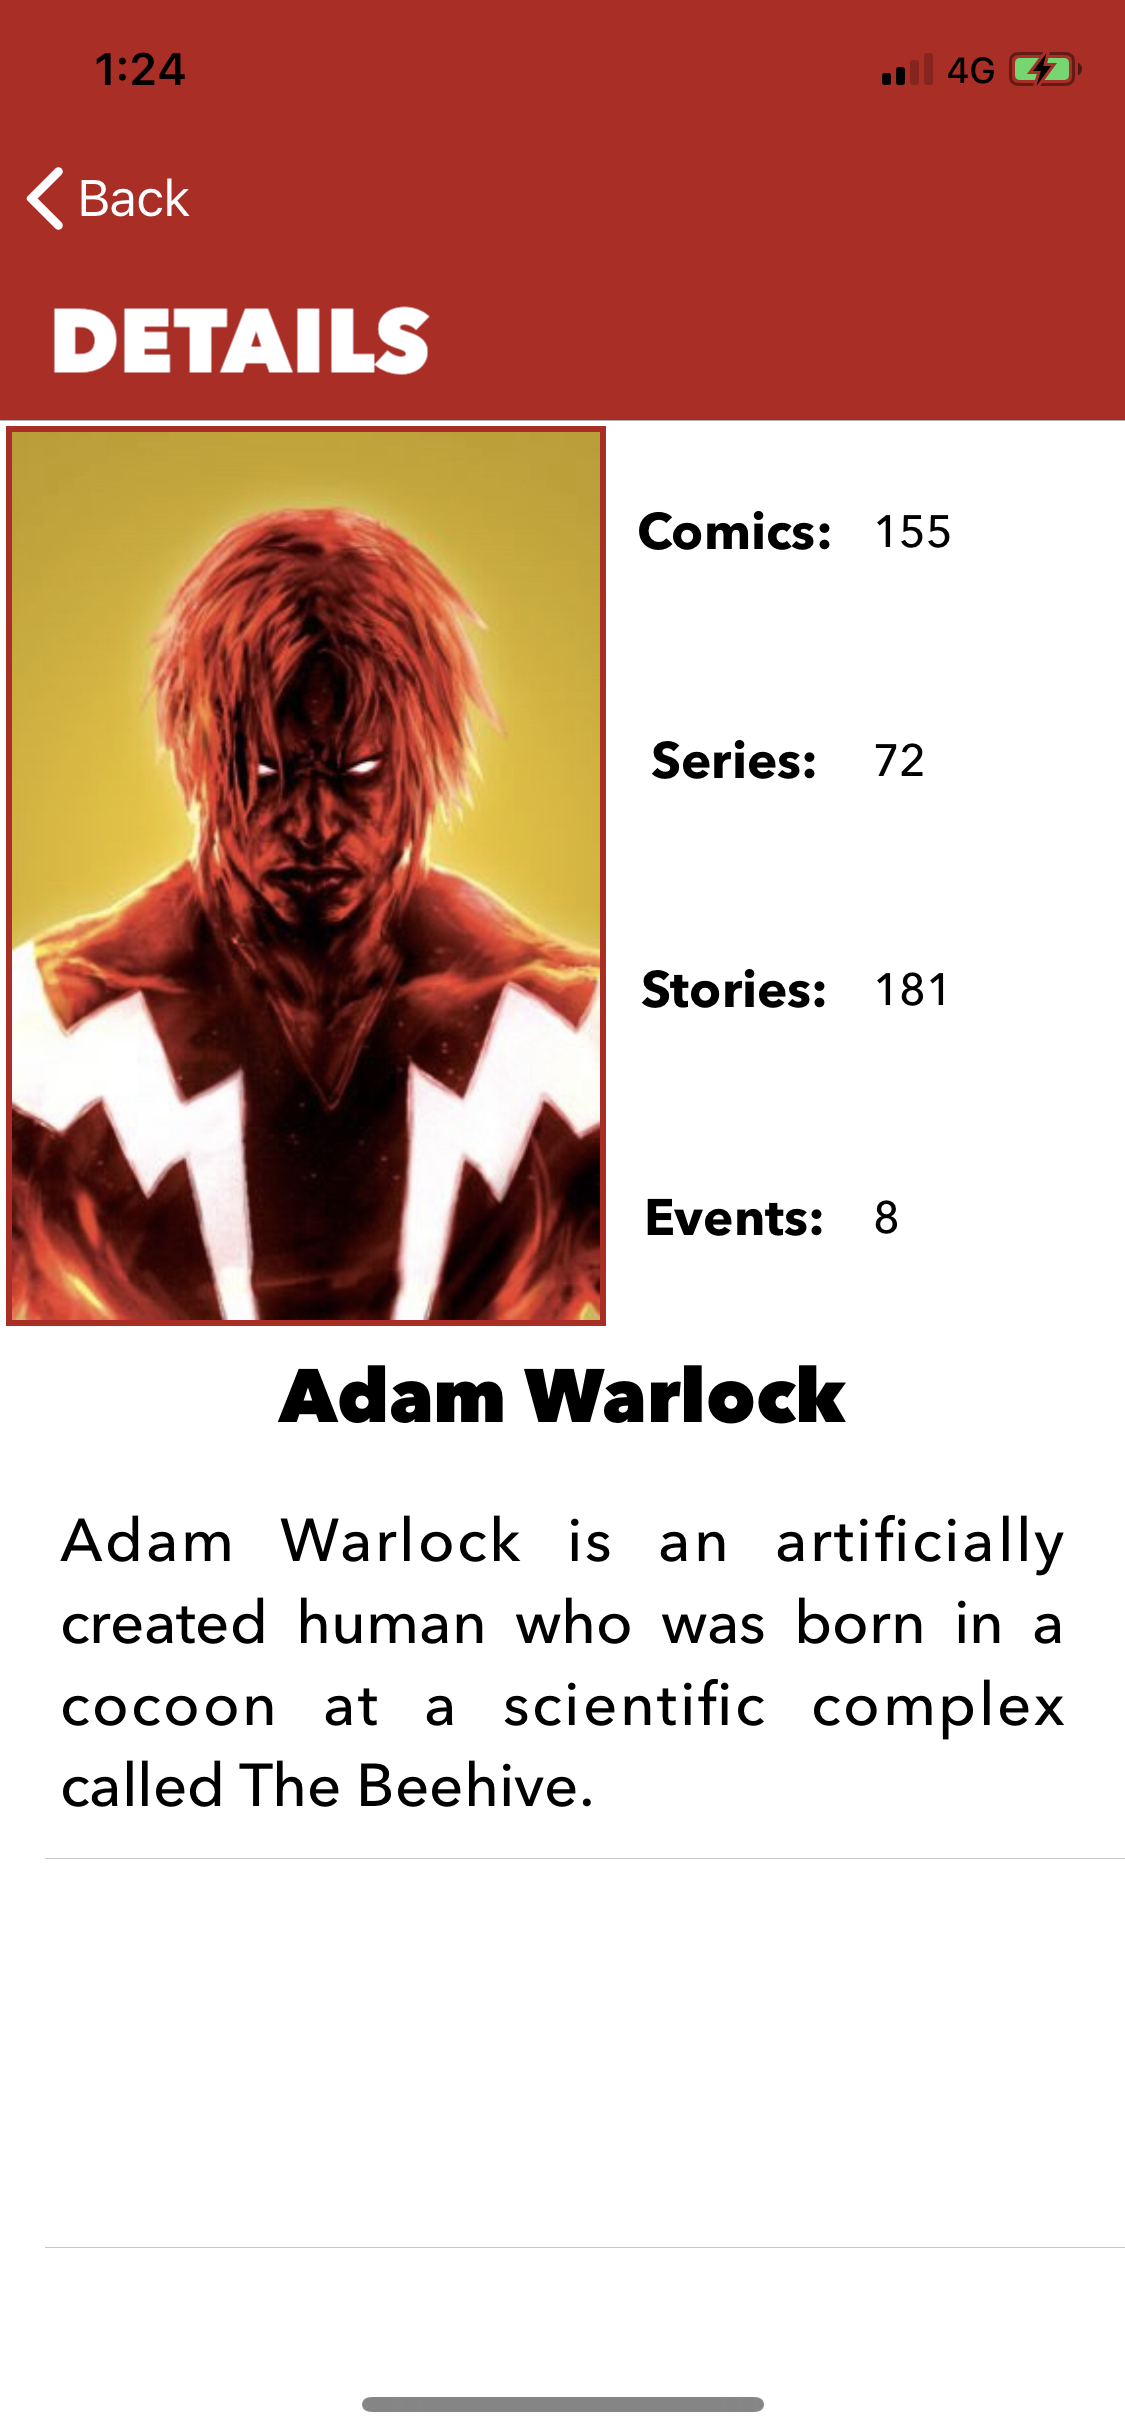 1:24
4G
Back
DETAILS
Comics: 155
Series: 72
Stories: 181
Events: 8
Adam Warlock
Adam Warlock is an artificially
created human who was born in a
cocoon at a scientific complex
called The Beehive.